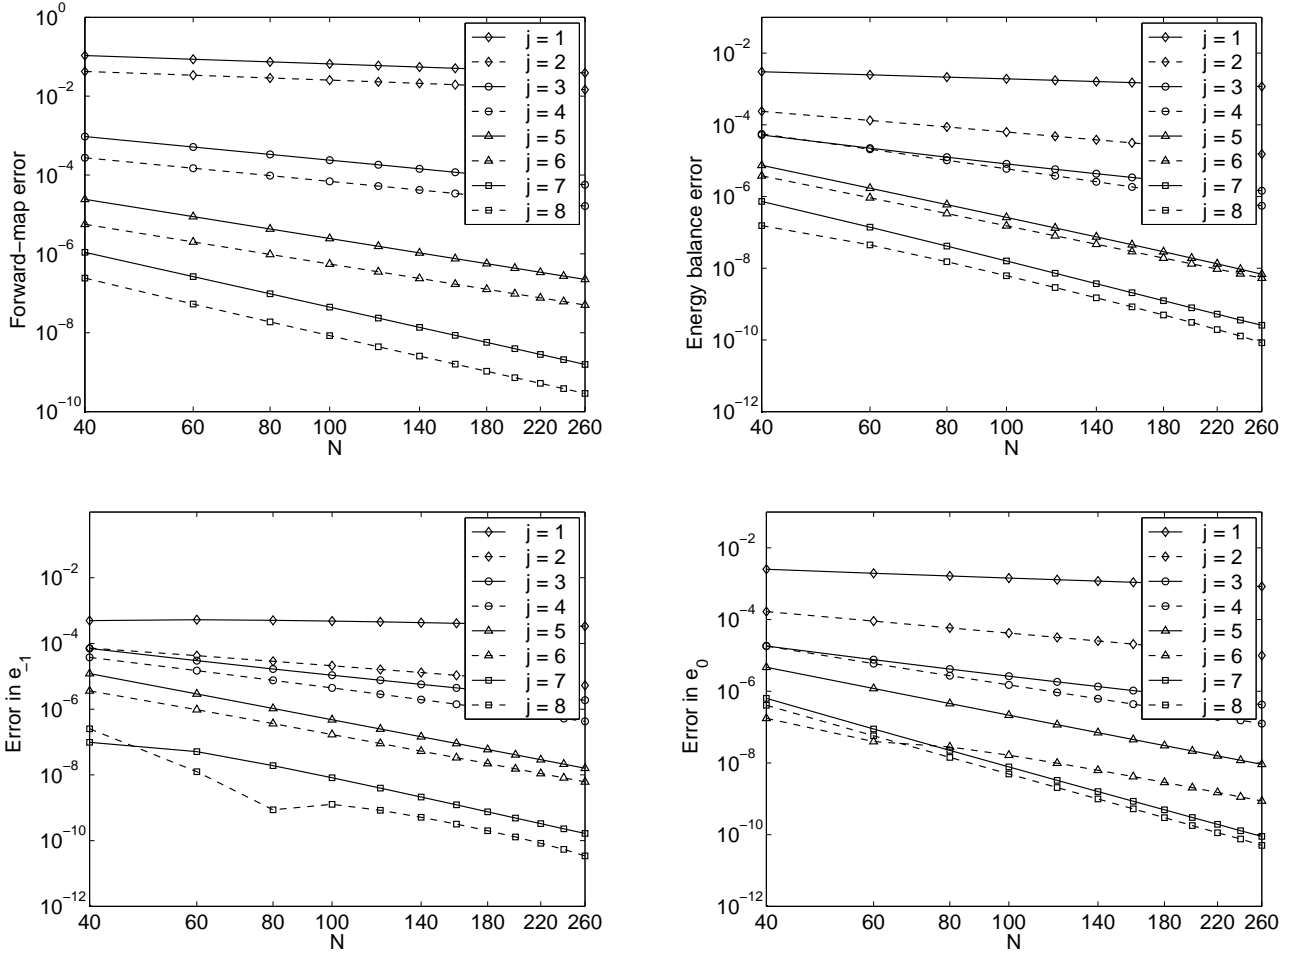 10^0
10^−2
10^−4
10^−6
10^−8
10^−10
Forward−map error
40 60 80 100 140 180 220 260
N
j = 1
j = 2
j = 3
j = 4
j = 5
j = 6
j = 7
j = 8
10^−2
10^−4
10^−6
10^−8
10^−10
10^−12
Energy balance error
40 60 80 100 140 180 220 260
N
j = 1
j = 2
j = 3
j = 4
j = 5
j = 6
j = 7
j = 8
10^−2
10^−4
10^−6
10^−8
10^−10
10^−12
Error in e_−1
40 60 80 100 140 180 220 260
N
j = 1
j = 2
j = 3
j = 4
j = 5
j = 6
j = 7
j = 8
10^−2
10^−4
10^−6
10^−8
10^−10
10^−12
Error in e_0
40 60 80 100 140 180 220 260
N
j = 1
j = 2
j = 3
j = 4
j = 5
j = 6
j = 7
j = 8